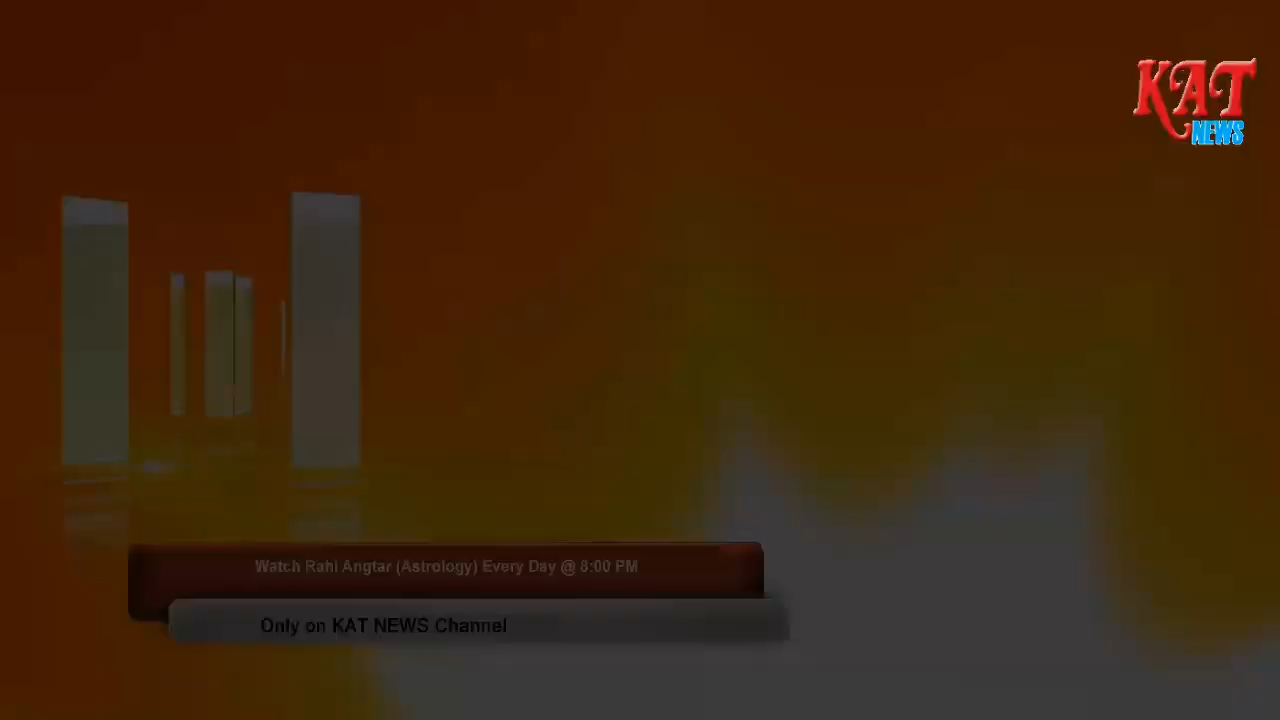 KAT
NEWS
Watch Rahi Angtar (Astrology) Every Day @ 8:00 PM
Only on KAT NEWS Channel